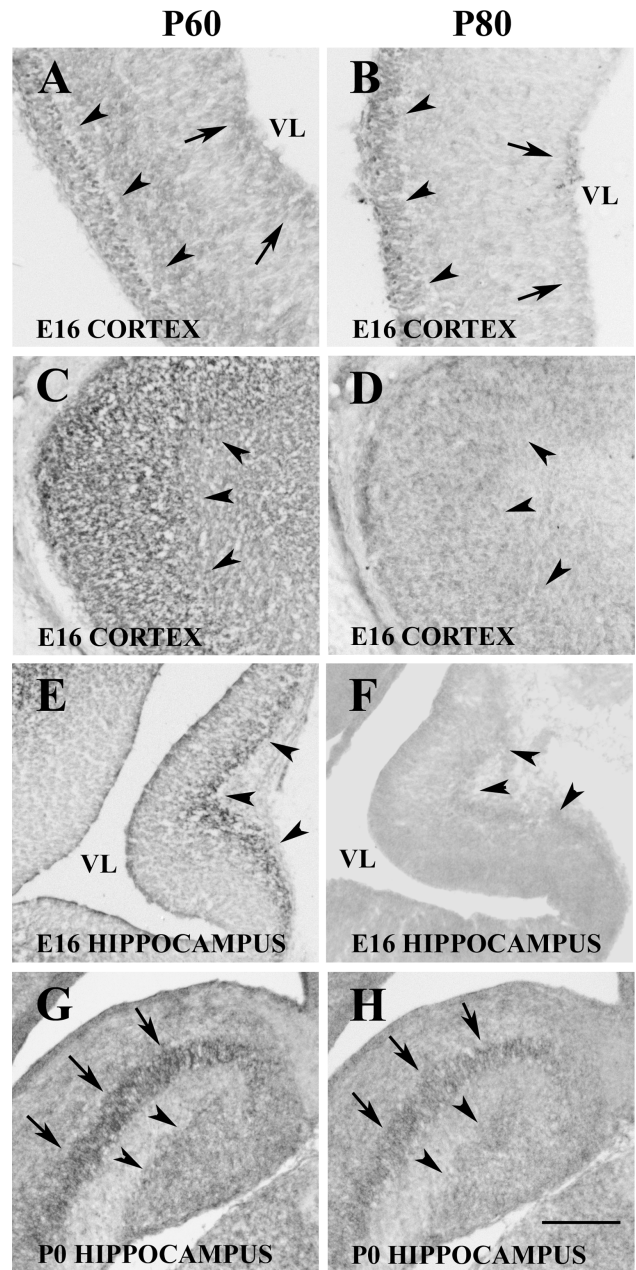 P60 P80
A B
VL VL
E16 CORTEX E16 CORTEX
C D
E16 CORTEX E16 CORTEX
E F
VL VL
E16 HIPPOCAMPUS E16 HIPPOCAMPUS
G H
P0 HIPPOCAMPUS P0 HIPPOCAMPUS